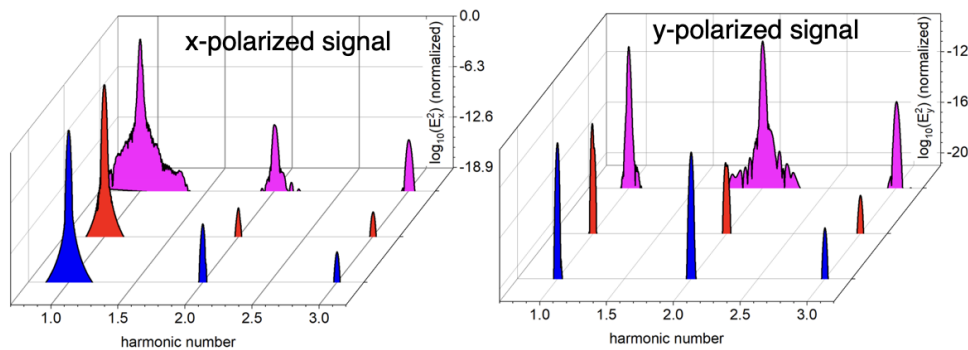 x-polarized signal
0.0
-6.3
-12.6
-18.9
log10(Ex²) (normalized)
1.0 1.5 2.0 2.5 3.0
harmonic number
y-polarized signal
-12
-16
-20
log10(Ey²) (normalized)
1.0 1.5 2.0 2.5 3.0
harmonic number